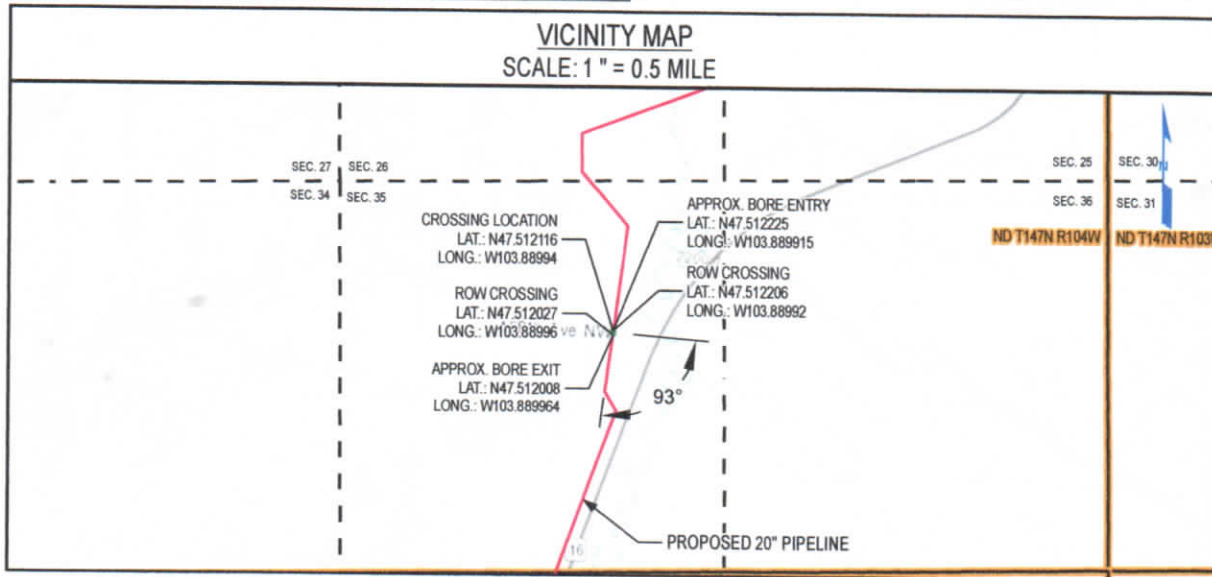 VICINITY MAP
SCALE: 1 " = 0.5 MILE
SEC. 27
SEC. 26
SEC. 25
SEC. 30
SEC. 34
SEC. 35
SEC. 36
SEC. 31
N
ND T147N R104W
ND T147N R103
CROSSING LOCATION
LAT.: N47.512116
LONG.: W103.88994
ROW CROSSING
LAT.: N47.512027
LONG.: W103.88996
APPROX. BORE EXIT
LAT.: N47.512008
LONG.: W103.889964
APPROX. BORE ENTRY
LAT.: N47.512225
LONG.: W103.889915
ROW CROSSING
LAT.: N47.512206
LONG.: W103.88992
93°
PROPOSED 20" PIPELINE
16